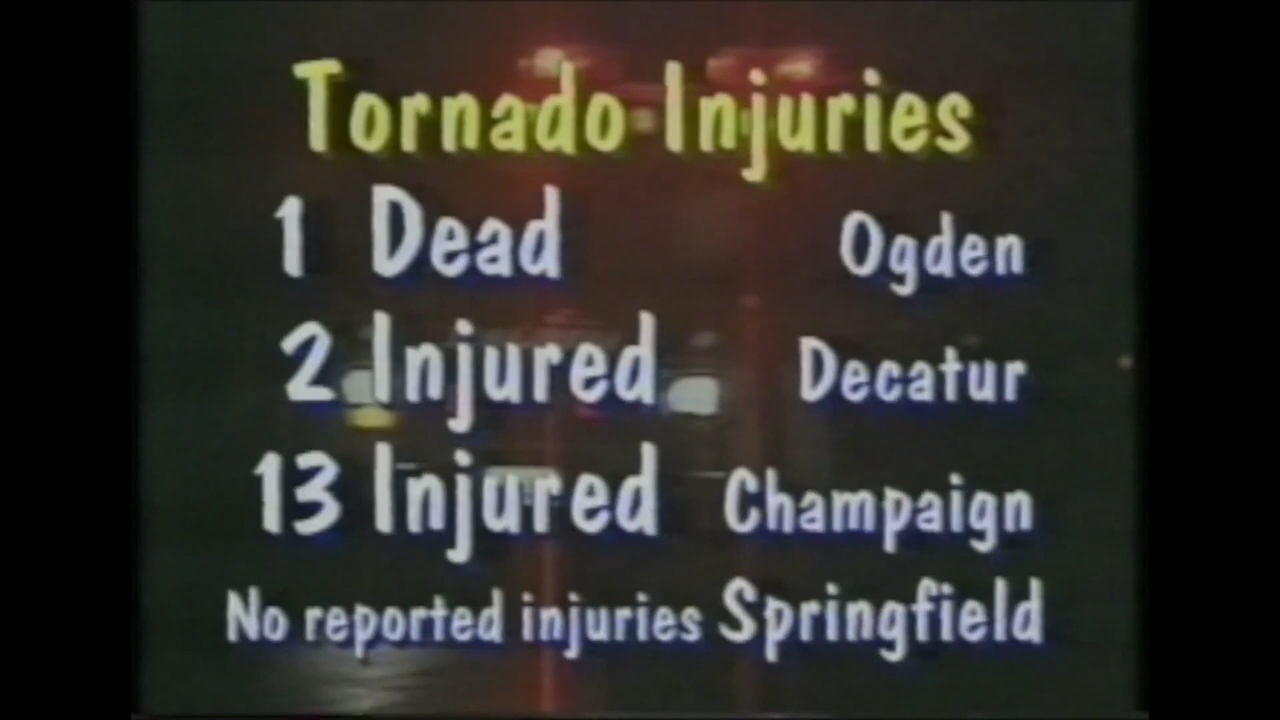 Tornado Injuries
1 Dead Ogden
2 Injured Decatur
13 Injured Champaign
No reported injuries Springfield